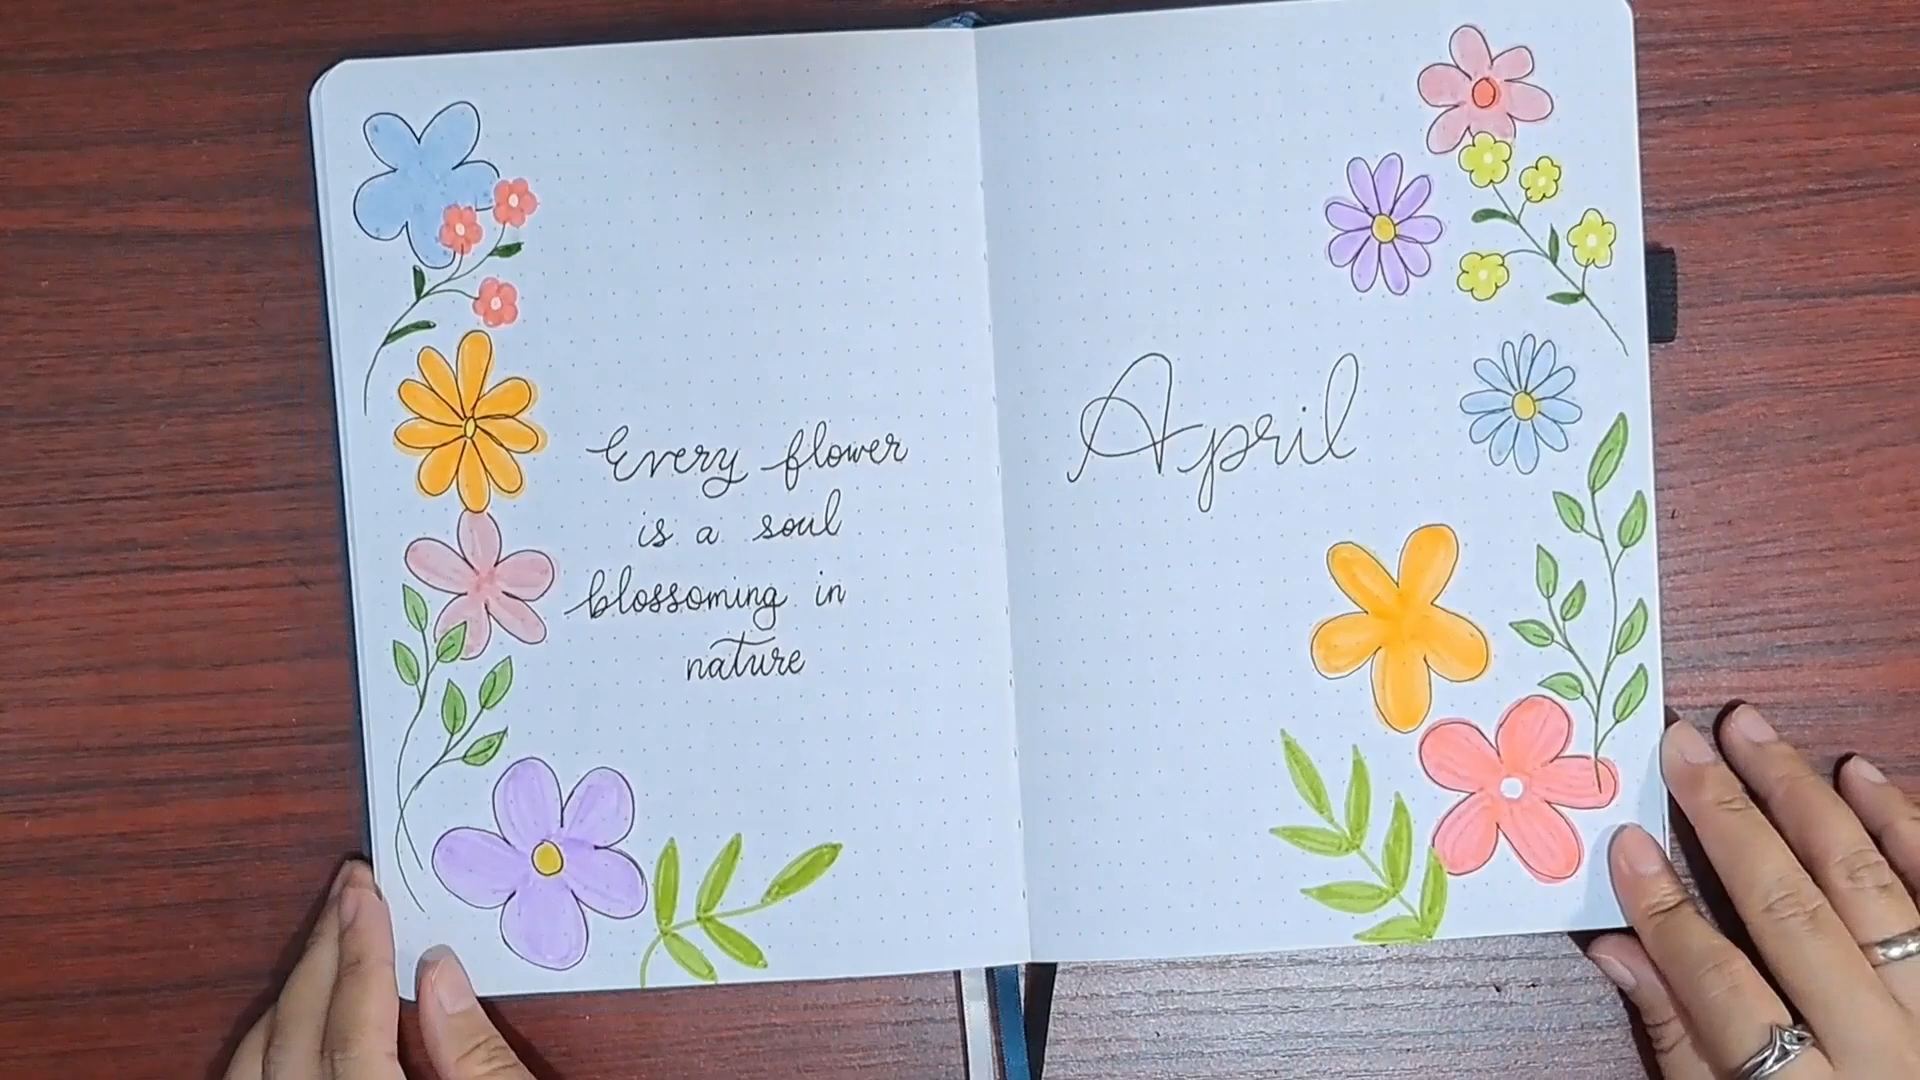 Every flower
is a soul
blossoming in
nature
April